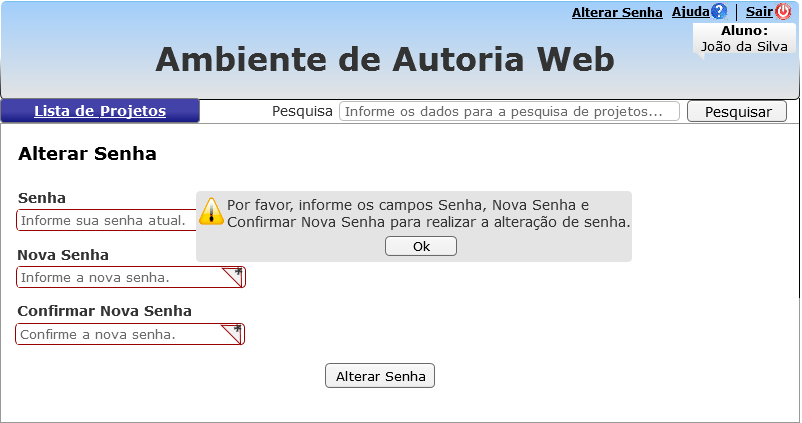 Alterar Senha Ajuda ? Sair
Aluno:
João da Silva
Ambiente de Autoria Web
Lista de Projetos Pesquisa Informe os dados para a pesquisa de projetos... Pesquisar
Alterar Senha
Senha
Informe sua senha atual.
Por favor, informe os campos Senha, Nova Senha e
Confirmar Nova Senha para realizar a alteração de senha.
Ok
Nova Senha
Informe a nova senha. *
Confirmar Nova Senha
Confirme a nova senha. *
Alterar Senha